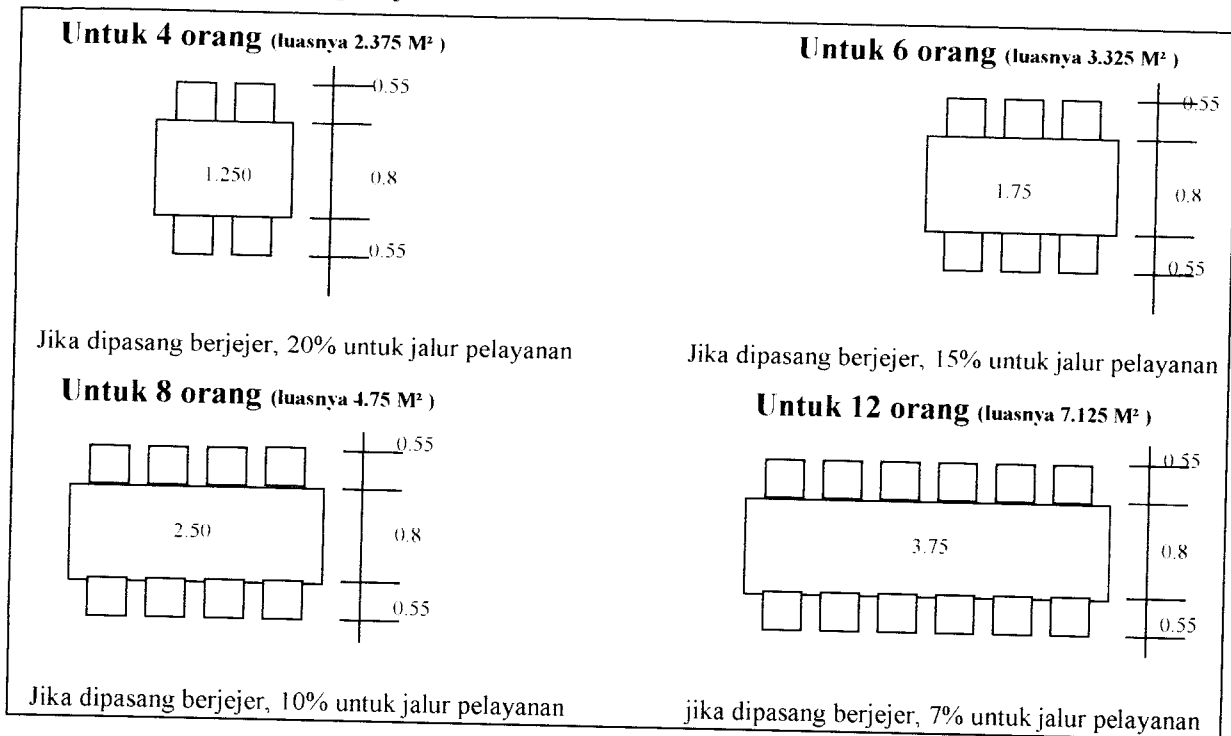 Untuk 4 orang (luasnya 2.375 M² )
0.55
1.250
0.8
0.55
Jika dipasang berjejer, 20% untuk jalur pelayanan
Untuk 6 orang (luasnya 3.325 M² )
0.55
1.75
0.8
0.55
Jika dipasang berjejer, 15% untuk jalur pelayanan
Untuk 8 orang (luasnya 4.75 M² )
0.55
2.50
0.8
0.55
Jika dipasang berjejer, 10% untuk jalur pelayanan
Untuk 12 orang (luasnya 7.125 M² )
0.55
3.75
0.8
0.55
jika dipasang berjejer, 7% untuk jalur pelayanan